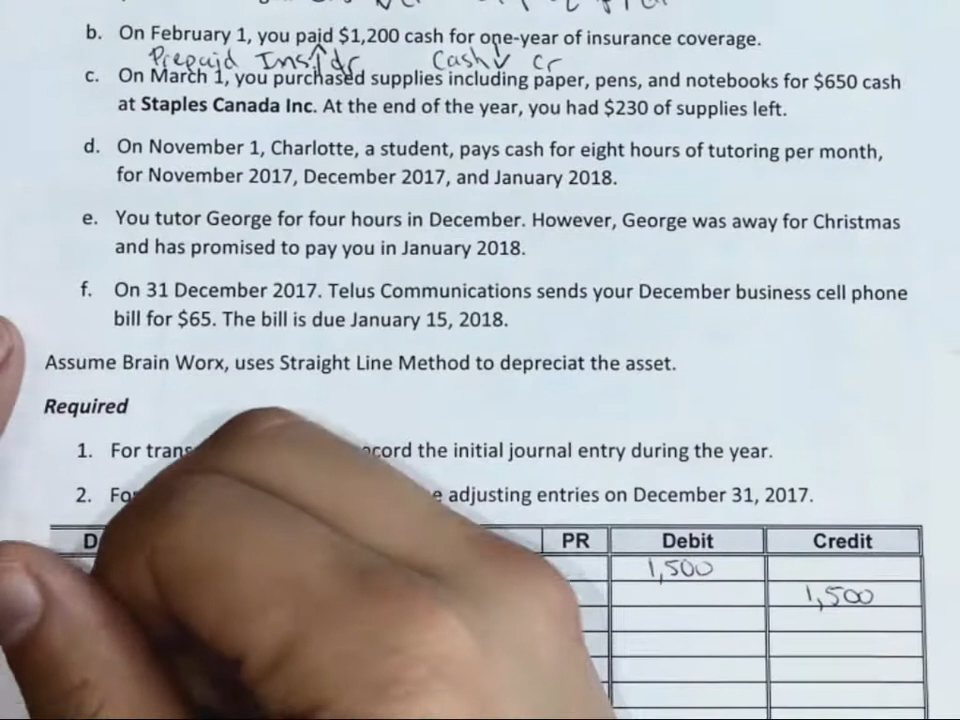 b. On February 1, you paid $1,200 cash for one-year of insurance coverage.
Prepaid Ins ↑ dr Cash ↓ cr
c. On March 1, you purchased supplies including paper, pens, and notebooks for $650 cash
at Staples Canada Inc. At the end of the year, you had $230 of supplies left.
d. On November 1, Charlotte, a student, pays cash for eight hours of tutoring per month,
for November 2017, December 2017, and January 2018.
e. You tutor George for four hours in December. However, George was away for Christmas
and has promised to pay you in January 2018.
f. On 31 December 2017. Telus Communications sends your December business cell phone
bill for $65. The bill is due January 15, 2018.
Assume Brain Worx, uses Straight Line Method to depreciat the asset.
Required
1. For the initial journal entry during the year.
2. adjusting entries on December 31, 2017.
PR Debit Credit
1,500
1,500